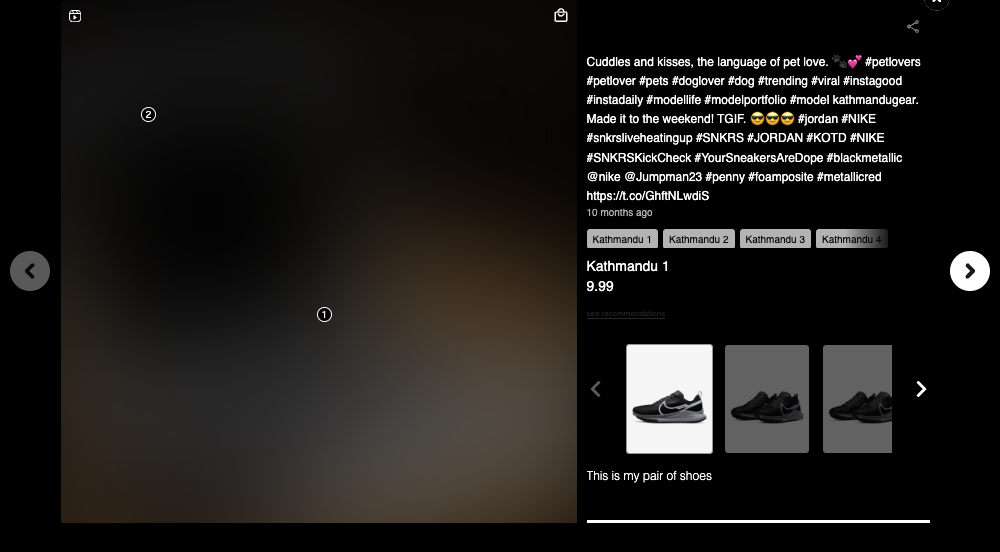 Cuddles and kisses, the language of pet love. 🐾💕 #petlovers
#petlover #pets #doglover #dog #trending #viral #instagood
#instadaily #modellife #modelportfolio #model kathmandugear.
Made it to the weekend! TGIF. 😎😎😎 #jordan #NIKE
#snkrsliveheatingup #SNKRS #JORDAN #KOTD #NIKE
#SNKRSKickCheck #YourSneakersAreDope #blackmetallic
@nike @Jumpman23 #penny #foamposite #metallicred
https://t.co/GhftNLwdiS
10 months ago
2
Kathmandu 1 Kathmandu 2 Kathmandu 3 Kathmandu 4
Kathmandu 1
9.99
1
see recommendations
This is my pair of shoes